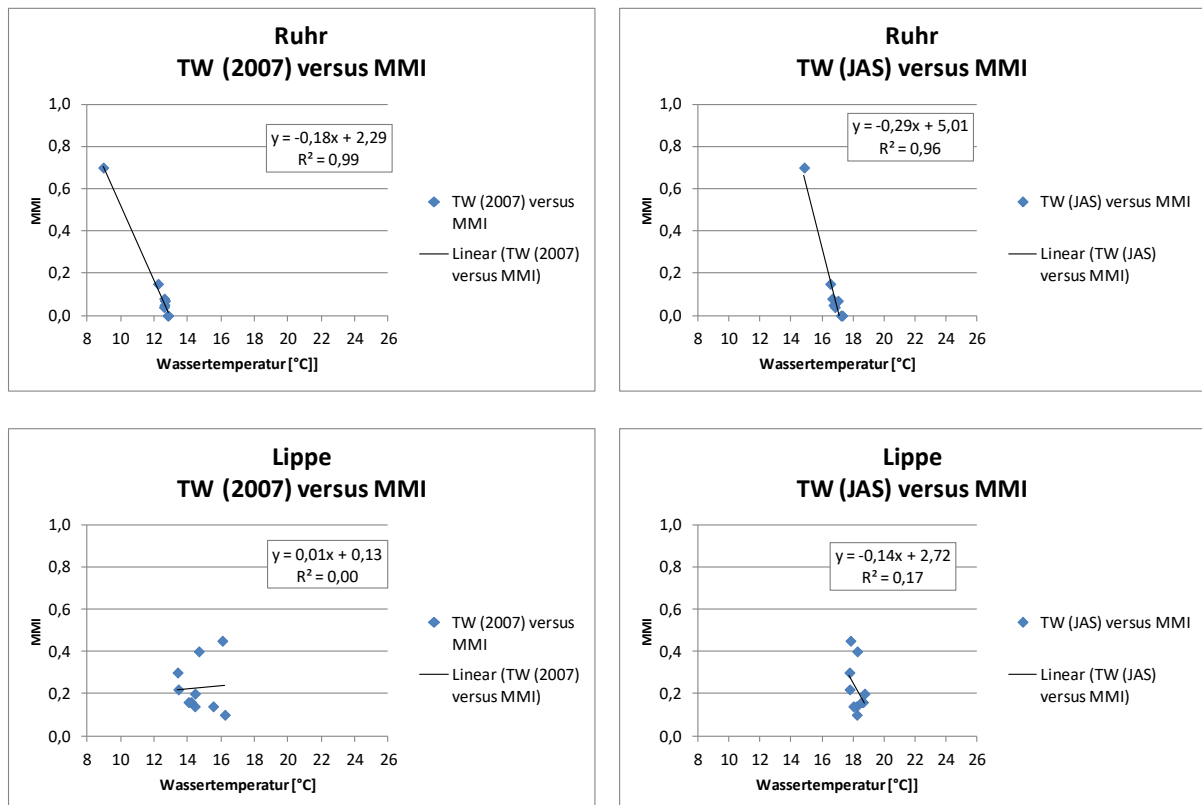 Ruhr
TW (2007) versus MMI
1,0
0,8
0,6
0,4
0,2
0,0
MMI
y = -0,18x + 2,29
R² = 0,99
TW (2007) versus
MMI
Linear (TW (2007)
versus MMI)
8 10 12 14 16 18 20 22 24 26
Wassertemperatur [°C]]
Ruhr
TW (JAS) versus MMI
1,0
0,8
0,6
0,4
0,2
0,0
MMI
y = -0,29x + 5,01
R² = 0,96
TW (JAS) versus MMI
Linear (TW (JAS)
versus MMI)
8 10 12 14 16 18 20 22 24 26
Wassertemperatur [°C]
Lippe
TW (2007) versus MMI
1,0
0,8
0,6
0,4
0,2
0,0
MMI
y = 0,01x + 0,13
R² = 0,00
TW (2007) versus
MMI
Linear (TW (2007)
versus MMI)
8 10 12 14 16 18 20 22 24 26
Wassertemperatur [°C]
Lippe
TW (JAS) versus MMI
1,0
0,8
0,6
0,4
0,2
0,0
MMI
y = -0,14x + 2,72
R² = 0,17
TW (JAS) versus MMI
Linear (TW (JAS)
versus MMI)
8 10 12 14 16 18 20 22 24 26
Wassertemperatur [°C]